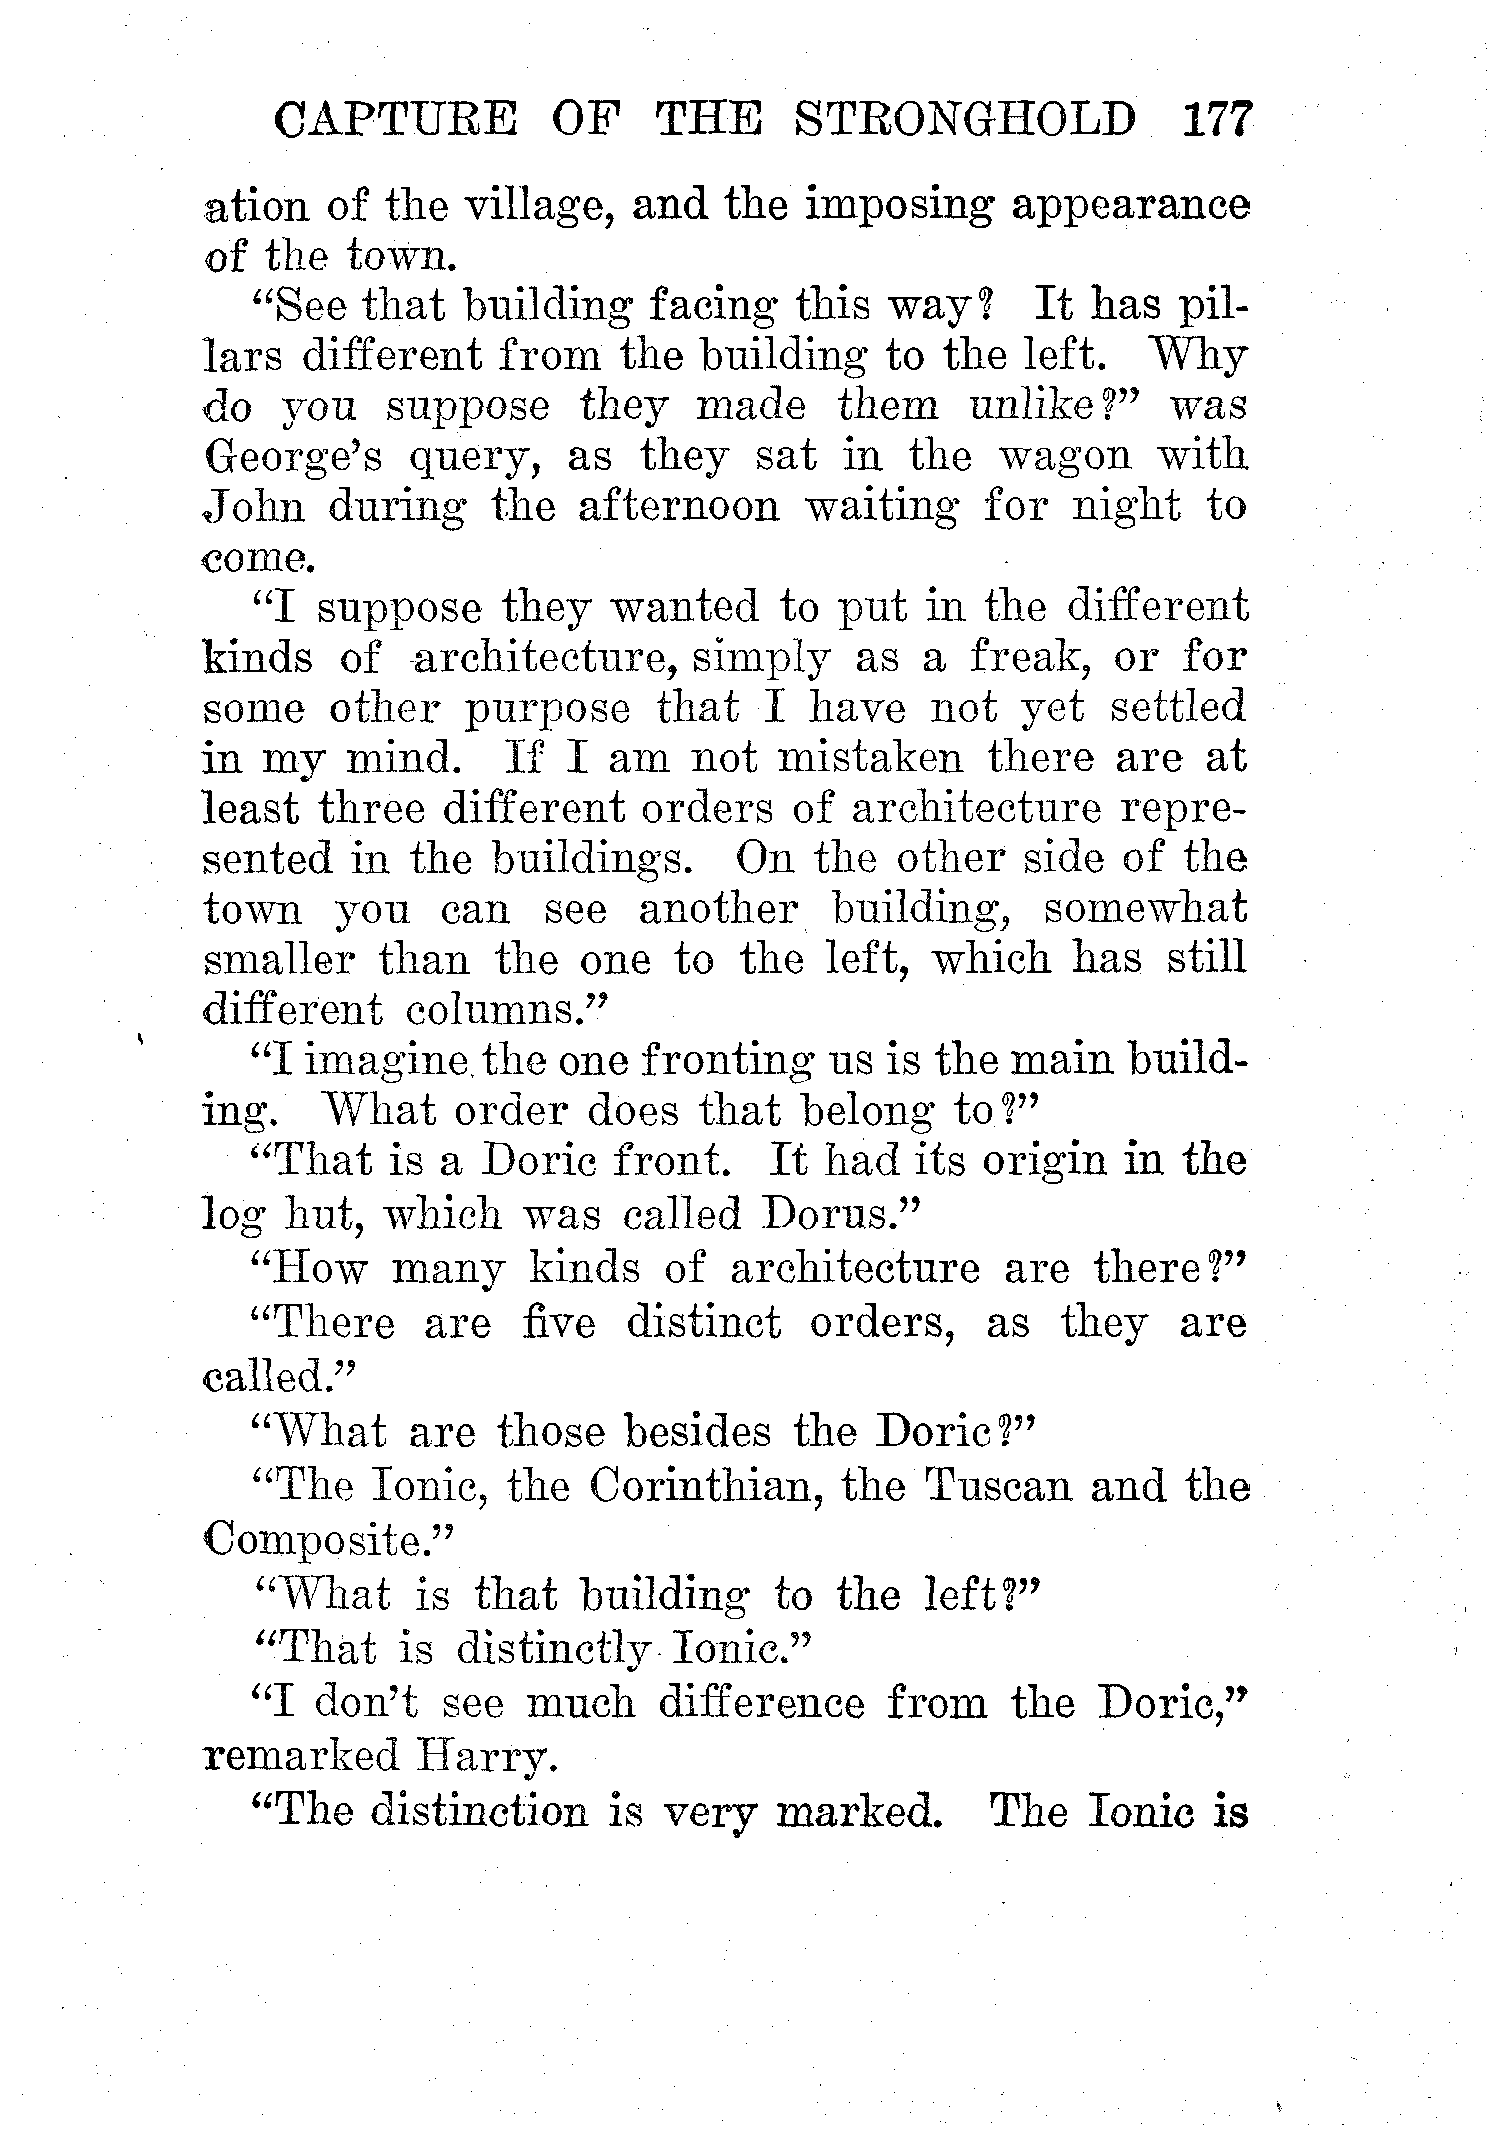 CAPTURE OF THE STRONGHOLD 177
ation of the village, and the imposing appearance
of the town.
“See that building facing this way? It has pil-
lars different from the building to the left. Why
do you suppose they made them unlike?” was
George’s query, as they sat in the wagon with
John during the afternoon waiting for night to
come.
“I suppose they wanted to put in the different
kinds of architecture, simply as a freak, or for
some other purpose that I have not yet settled
in my mind. If I am not mistaken there are at
least three different orders of architecture repre-
sented in the buildings. On the other side of the
town you can see another building, somewhat
smaller than the one to the left, which has still
different columns.”
“I imagine the one fronting us is the main build-
ing. What order does that belong to?”
“That is a Doric front. It had its origin in the
log hut, which was called Dorus.”
“How many kinds of architecture are there?”
“There are five distinct orders, as they are
called.”
“What are those besides the Doric?”
“The Ionic, the Corinthian, the Tuscan and the
Composite.”
“What is that building to the left?”
“That is distinctly Ionic.”
“I don’t see much difference from the Doric,”
remarked Harry.
“The distinction is very marked. The Ionic is